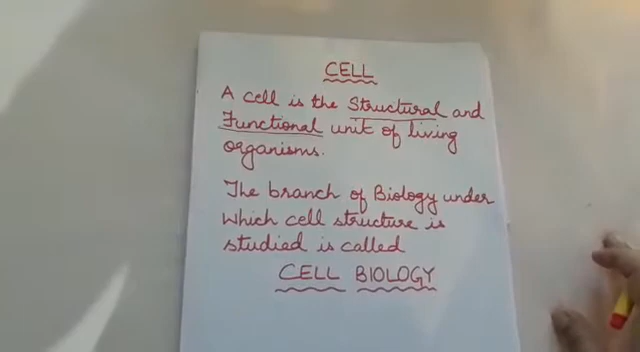 CELL
A cell is the Structural and
Functional unit of living
organisms.
The branch of Biology under
which cell structure is
studied is called
CELL BIOLOGY